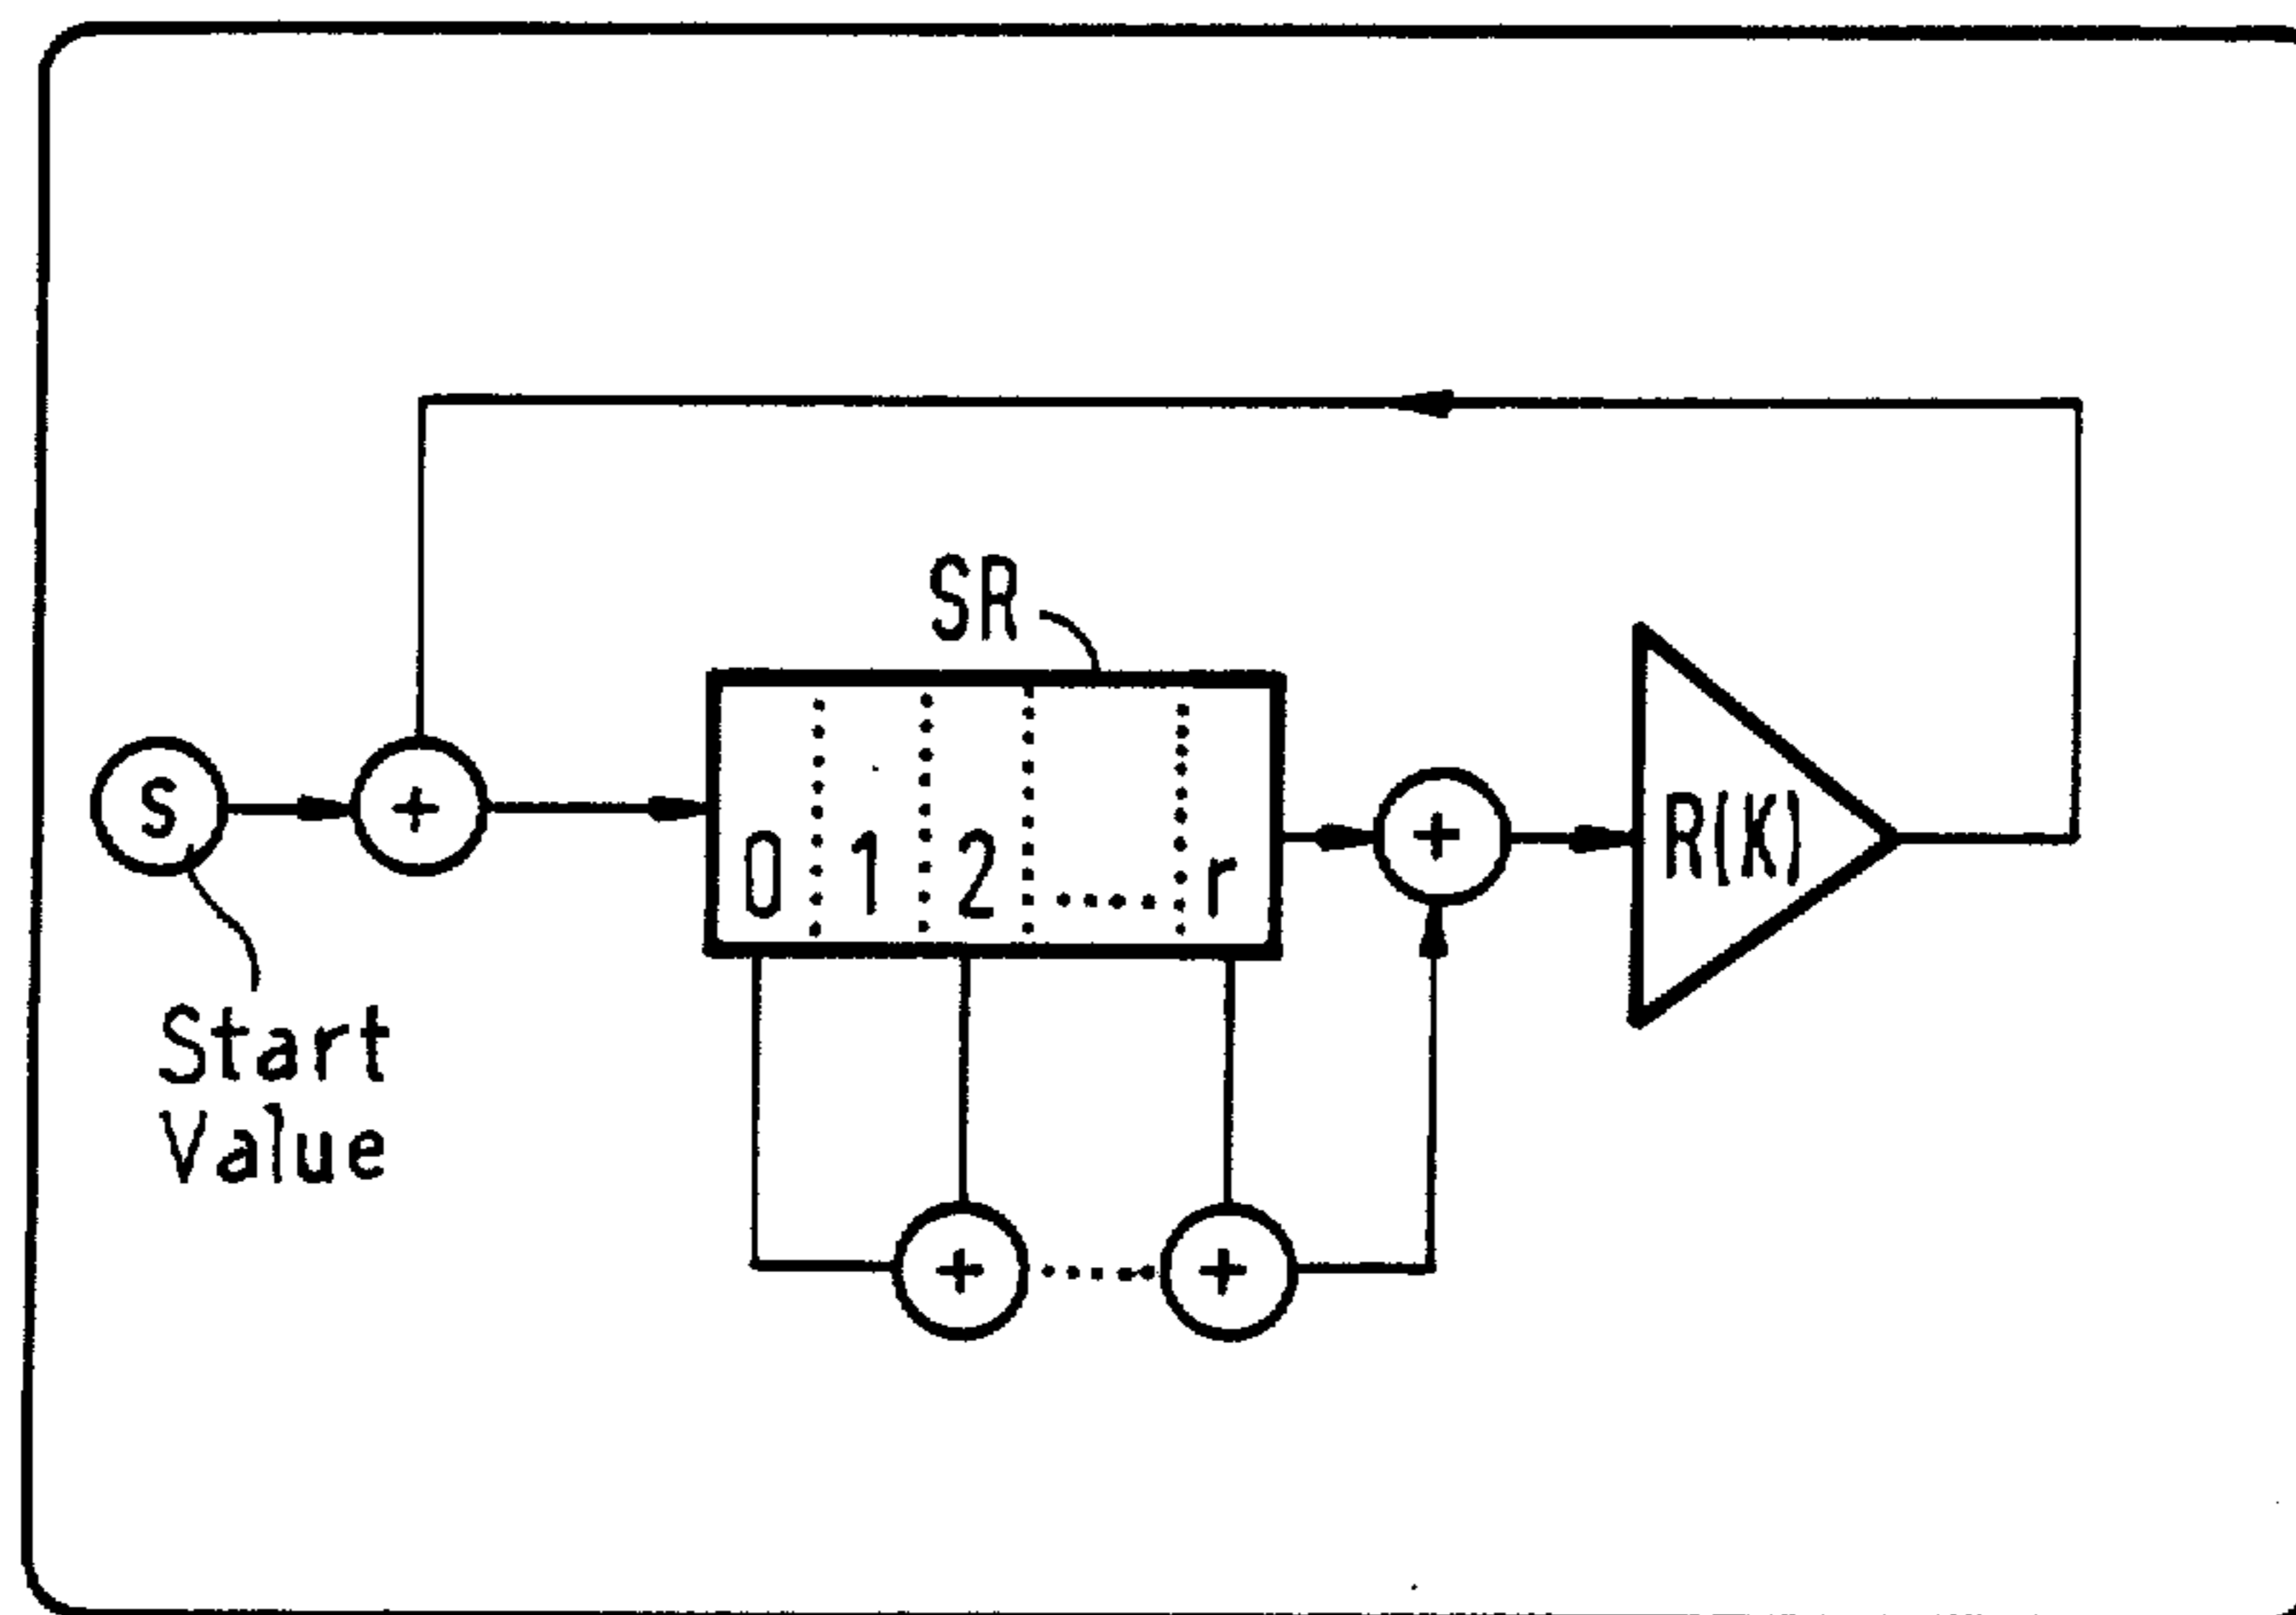 SR
S
+
0 1 2 ..... r
+
R(K)
Start
Value
+ ..... +